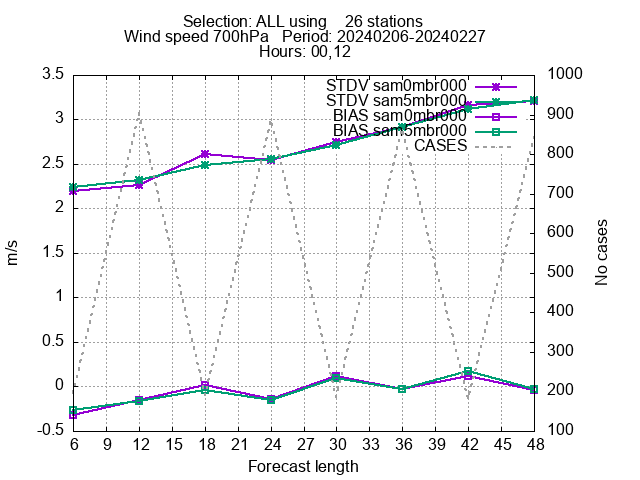 Selection: ALL using 26 stations
Wind speed 700hPa Period: 20240206-20240227
Hours: 00,12
STDV sam0mbr000
STDV sam5mbr000
BIAS sam0mbr000
BIAS sam5mbr000
CASES
3.5
3
2.5
2
1.5
1
0.5
0
-0.5
m/s
1000
900
800
700
600
500
400
300
200
100
No cases
6 9 12 15 18 21 24 27 30 33 36 39 42 45 48
Forecast length